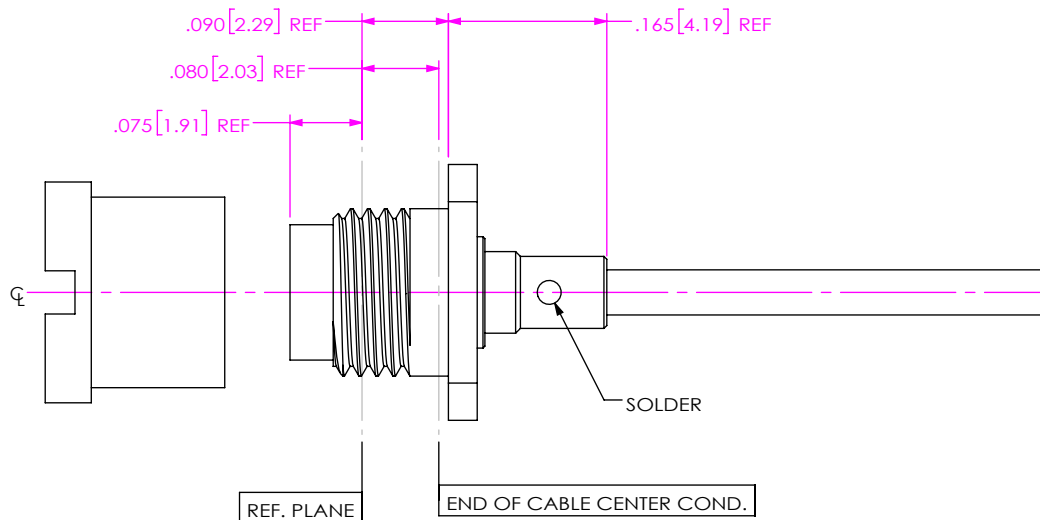 .090[2.29] REF
.165[4.19] REF
.080[2.03] REF
.075[1.91] REF
℄
SOLDER
REF. PLANE
END OF CABLE CENTER COND.